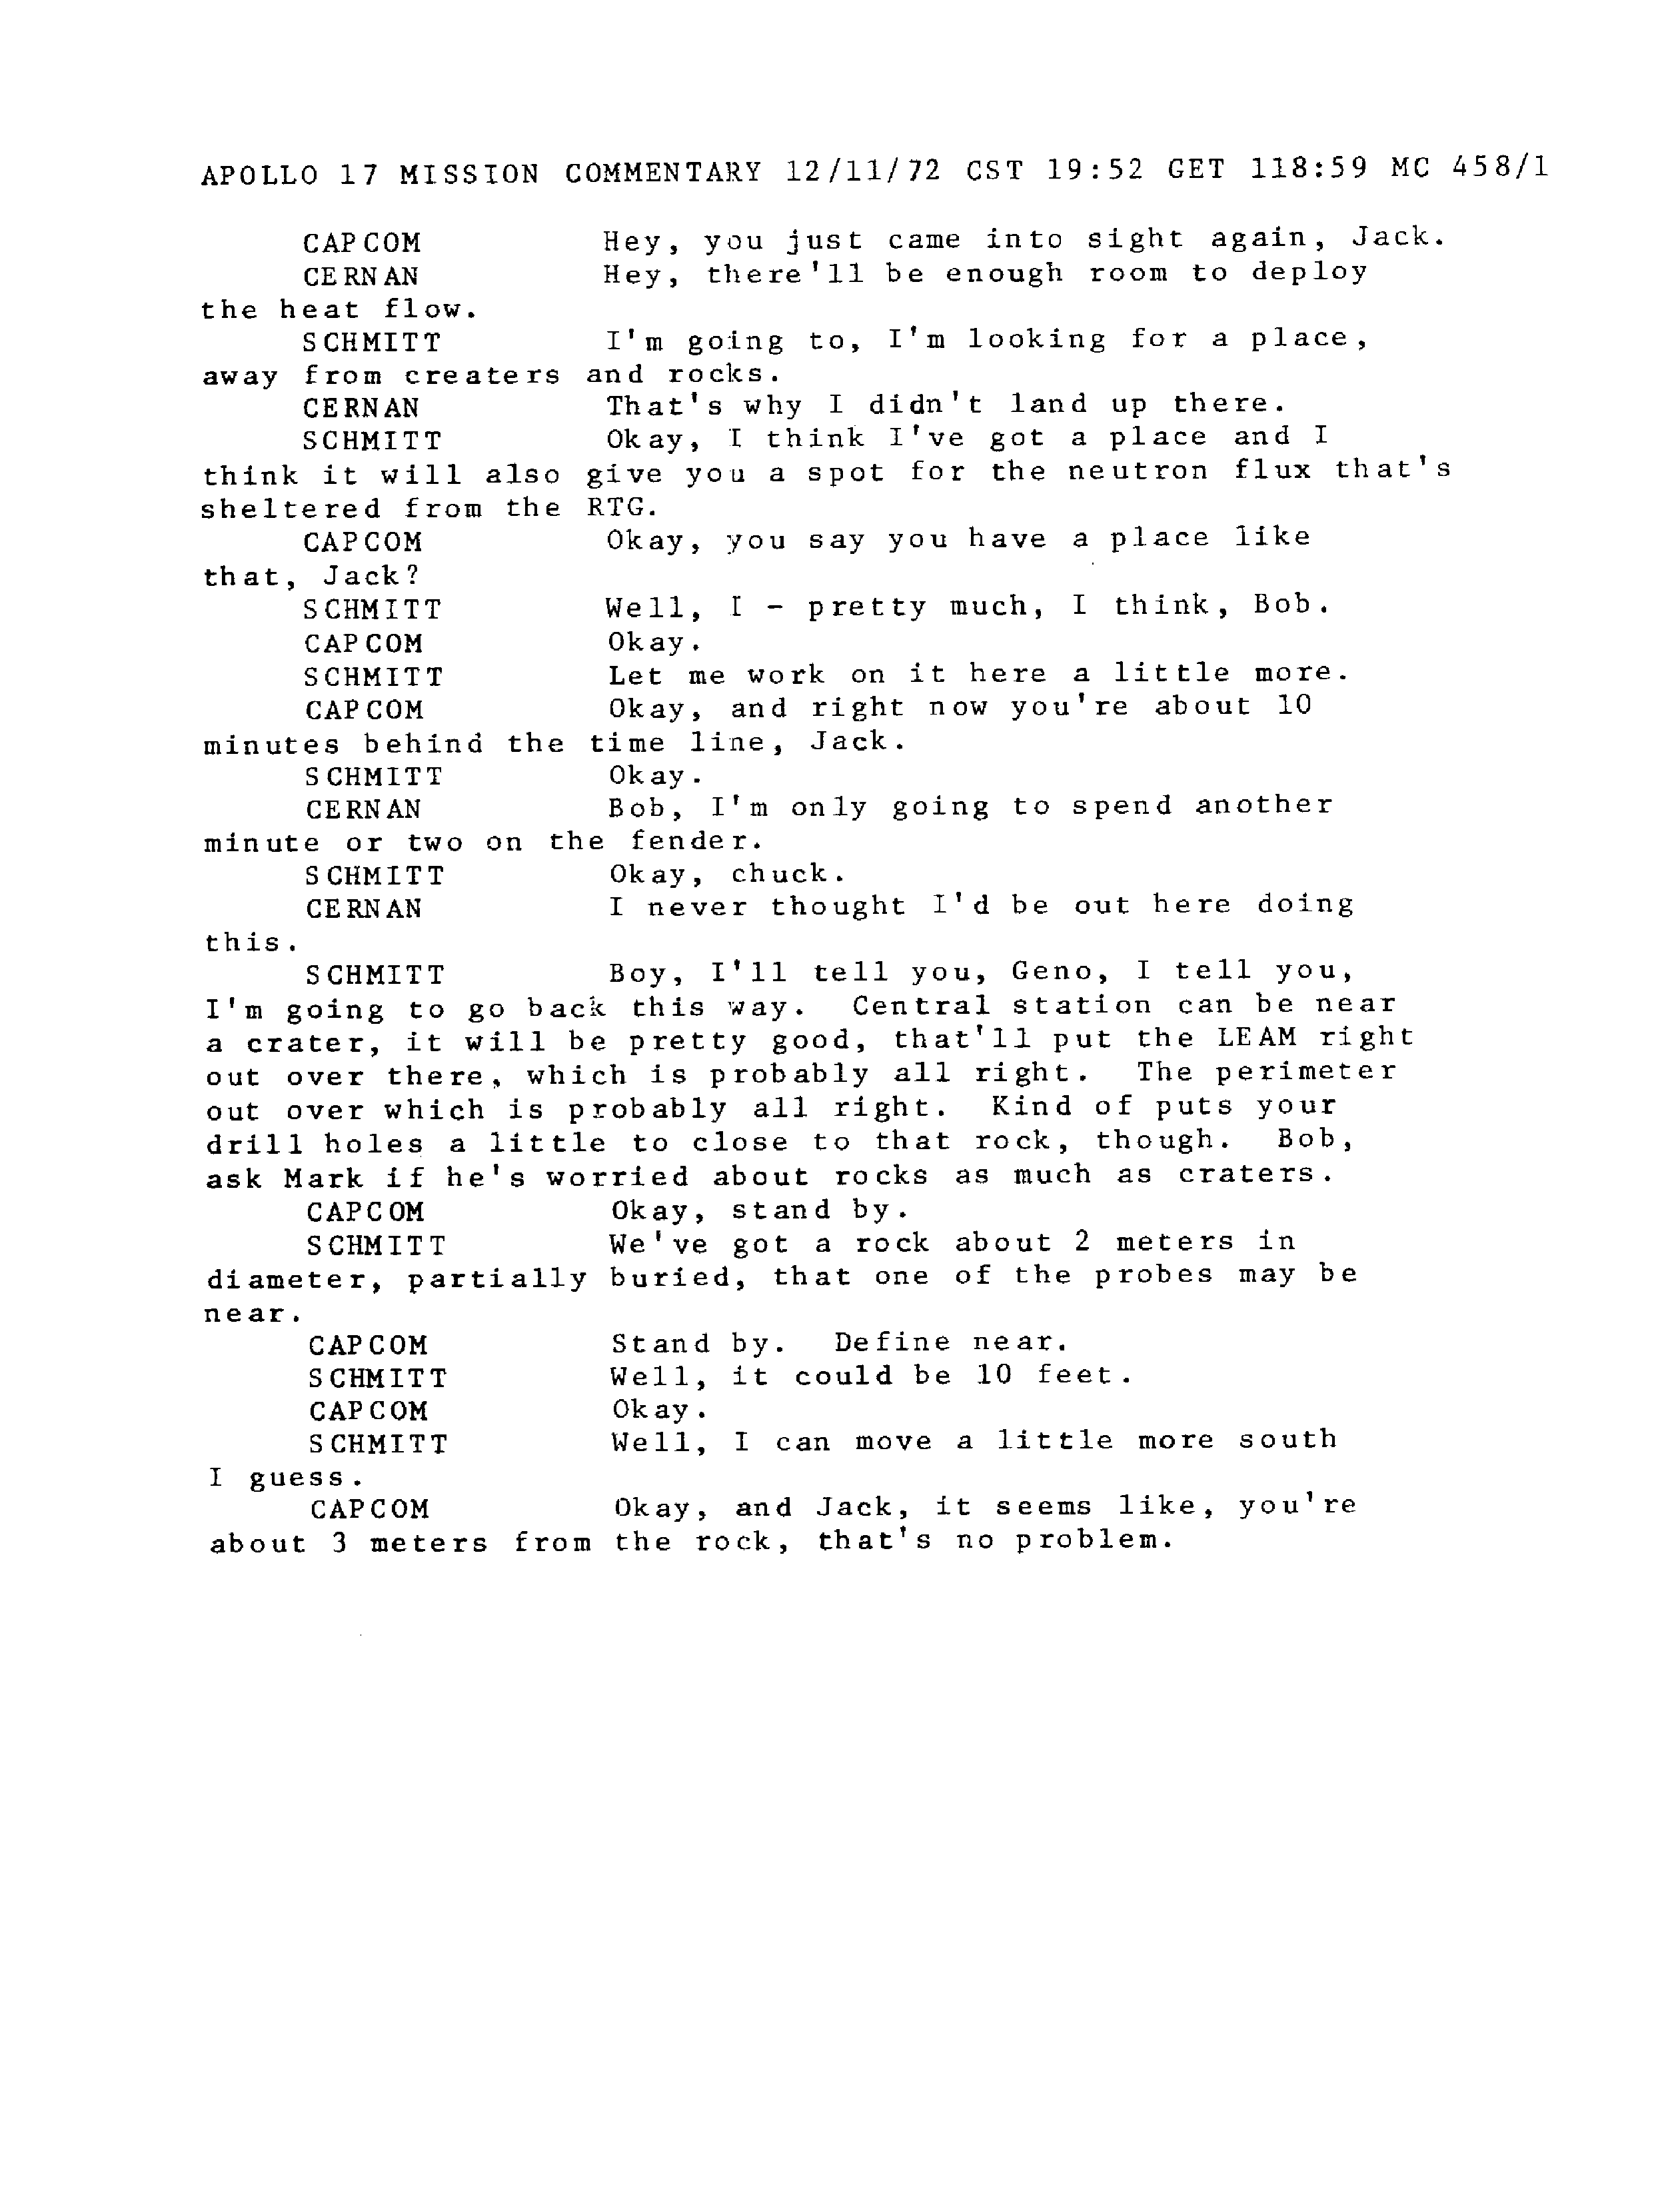 APOLLO 17 MISSION COMMENTARY 12/11/72 CST 19:52 GET 118:59 MC 458/1
CAPCOM Hey, you just came into sight again, Jack.
CERNAN Hey, there'll be enough room to deploy
the heat flow.
SCHMITT I'm going to, I'm looking for a place,
away from creaters and rocks.
CERNAN That's why I didn't land up there.
SCHMITT Okay, I think I've got a place and I
think it will also give you a spot for the neutron flux that's
sheltered from the RTG.
CAPCOM Okay, you say you have a place like
that, Jack?
SCHMITT Well, I - pretty much, I think, Bob.
CAPCOM Okay.
SCHMITT Let me work on it here a little more.
CAPCOM Okay, and right now you're about 10
minutes behind the time line, Jack.
SCHMITT Okay.
CERNAN Bob, I'm only going to spend another
minute or two on the fender.
SCHMITT Okay, chuck.
CERNAN I never thought I'd be out here doing
this.
SCHMITT Boy, I'll tell you, Geno, I tell you,
I'm going to go back this way. Central station can be near
a crater, it will be pretty good, that'll put the LEAM right
out over there, which is probably all right. The perimeter
out over which is probably all right. Kind of puts your
drill holes a little to close to that rock, though. Bob,
ask Mark if he's worried about rocks as much as craters.
CAPCOM Okay, stand by.
SCHMITT We've got a rock about 2 meters in
diameter, partially buried, that one of the probes may be
near.
CAPCOM Stand by. Define near.
SCHMITT Well, it could be 10 feet.
CAPCOM Okay.
SCHMITT Well, I can move a little more south
I guess.
CAPCOM Okay, and Jack, it seems like, you're
about 3 meters from the rock, that's no problem.